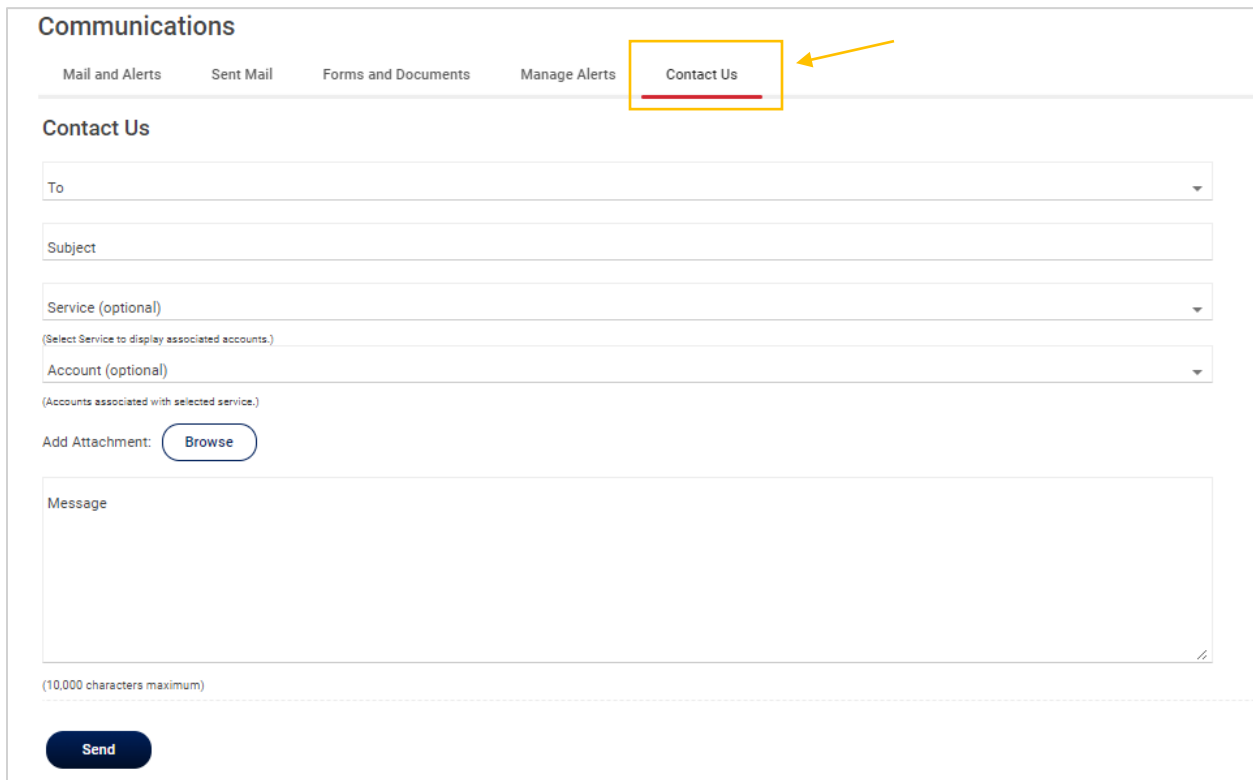 Communications
Mail and Alerts Sent Mail Forms and Documents Manage Alerts Contact Us
Contact Us
To
Subject
Service (optional)
(Select Service to display associated accounts.)
Account (optional)
(Accounts associated with selected service.)
Add Attachment: Browse
Message
(10,000 characters maximum)
Send